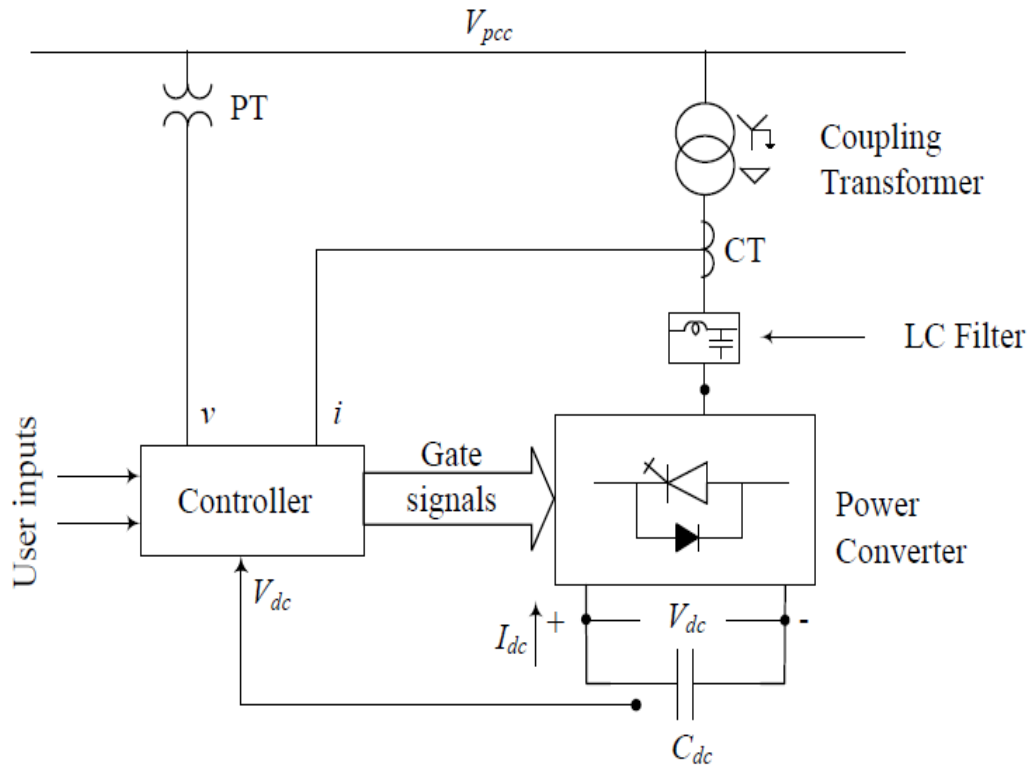 Vpcc
PT
Coupling
Transformer
CT
LC Filter
v
i
User inputs
Controller
Gate
signals
Power
Converter
Vdc
Idc
+
Vdc
-
Cdc